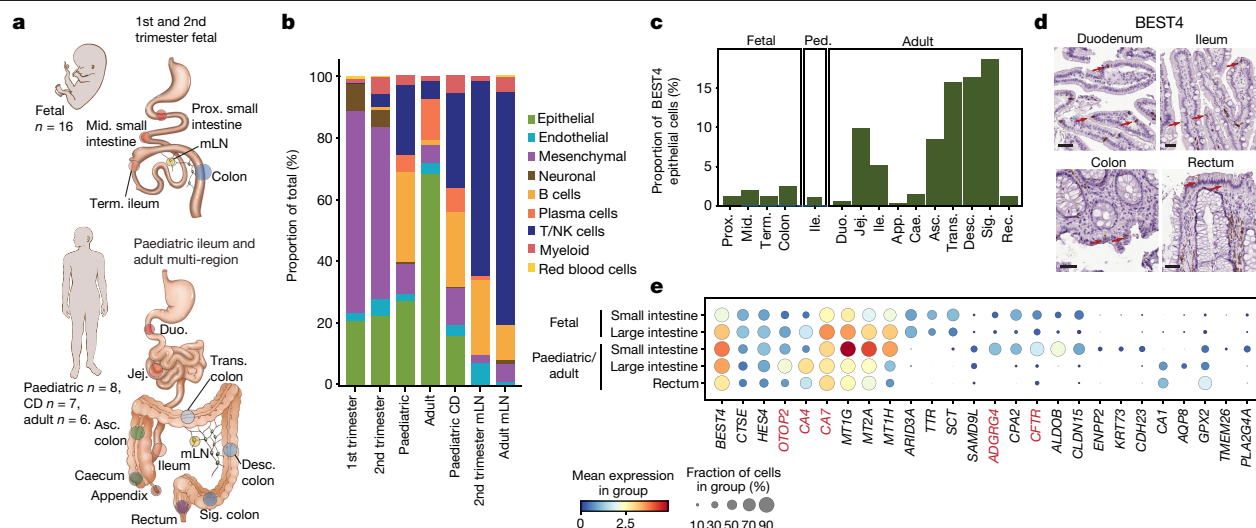 a
1st and 2nd
trimester fetal
Fetal
n = 16
Prox. small
intestine
Mid. small
intestine
mLN
Colon
Term. ileum
Paediatric ileum and
adult multi-region
Duo.
Jej.
Trans.
colon
Paediatric n = 8,
CD n = 7,
adult n = 6.
Asc.
colon
mLN
Ileum
Desc.
colon
Caecum
Appendix
Rectum
Sig. colon
b
Proportion of total (%)
100
80
60
40
20
0
1st trimester
2nd trimester
Paediatric
Adult
Paediatric CD
2nd trimester mLN
Adult mLN
Epithelial
Endothelial
Mesenchymal
Neuronal
B cells
Plasma cells
T/NK cells
Myeloid
Red blood cells
c
Fetal
Ped.
Adult
Proportion of BEST4
epithelial cells (%)
15
10
5
0
Prox.
Mid.
Term.
Colon
Ile.
Duo.
Jej.
Ile.
App.
Cae.
Asc.
Trans.
Desc.
Sig.
Rec.
d
BEST4
Duodenum
Ileum
Colon
Rectum
e
Fetal
Small intestine
Large intestine
Paediatric/
adult
Small intestine
Large intestine
Rectum
BEST4
CTSE
HES4
OTOP2
CA4
CA7
MT1G
MT2A
MT1H
ARID3A
TTR
SCT
SAMD9L
ADGRG4
CPA2
CFTR
ALDOB
CLDN15
ENPP2
KRT73
CDH23
CA1
AQP8
GPX2
TMEM26
PLA2G4A
Mean expression
in group
0
2.5
Fraction of cells
in group (%)
10 30 50 70 90